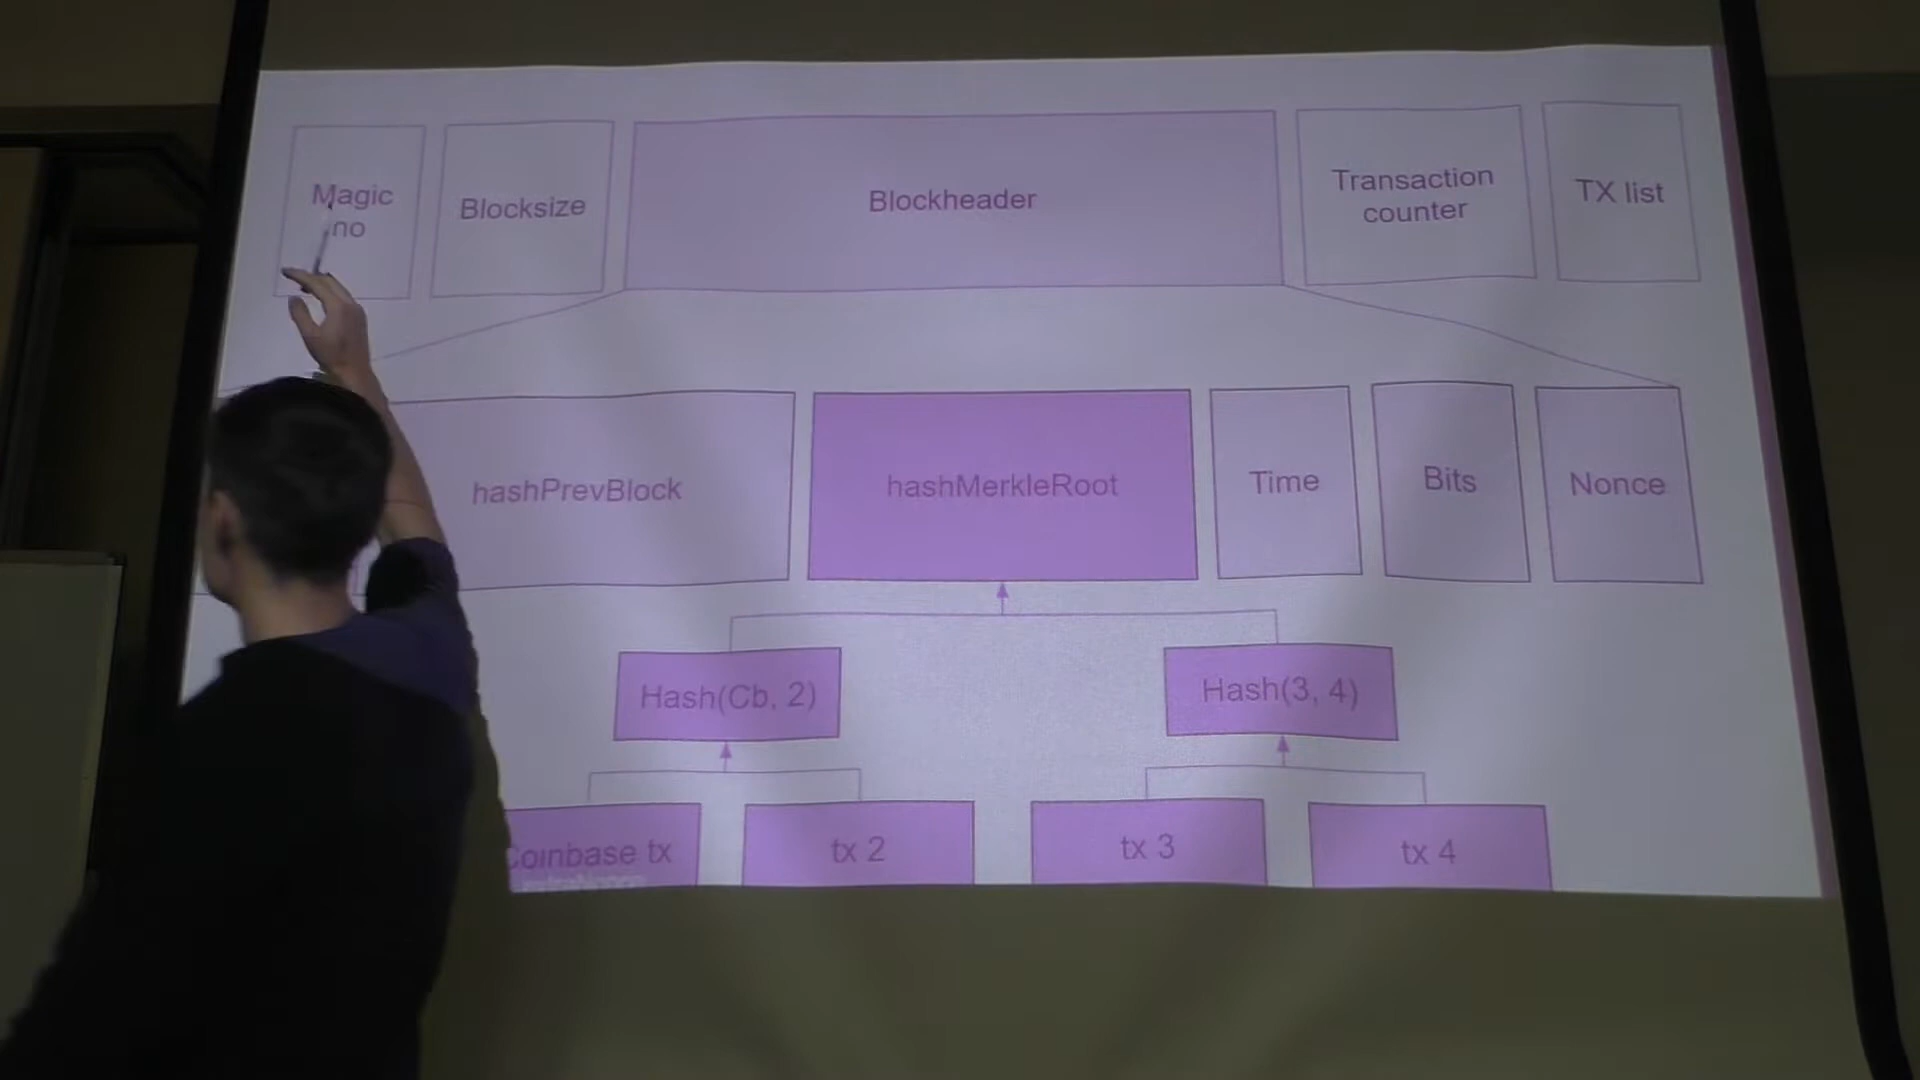 Magic
no
Blocksize
Blockheader
Transaction
counter
TX list
hashPrevBlock
hashMerkleRoot
Time
Bits
Nonce
Hash(Cb, 2)
Hash(3, 4)
Coinbase tx
tx 2
tx 3
tx 4